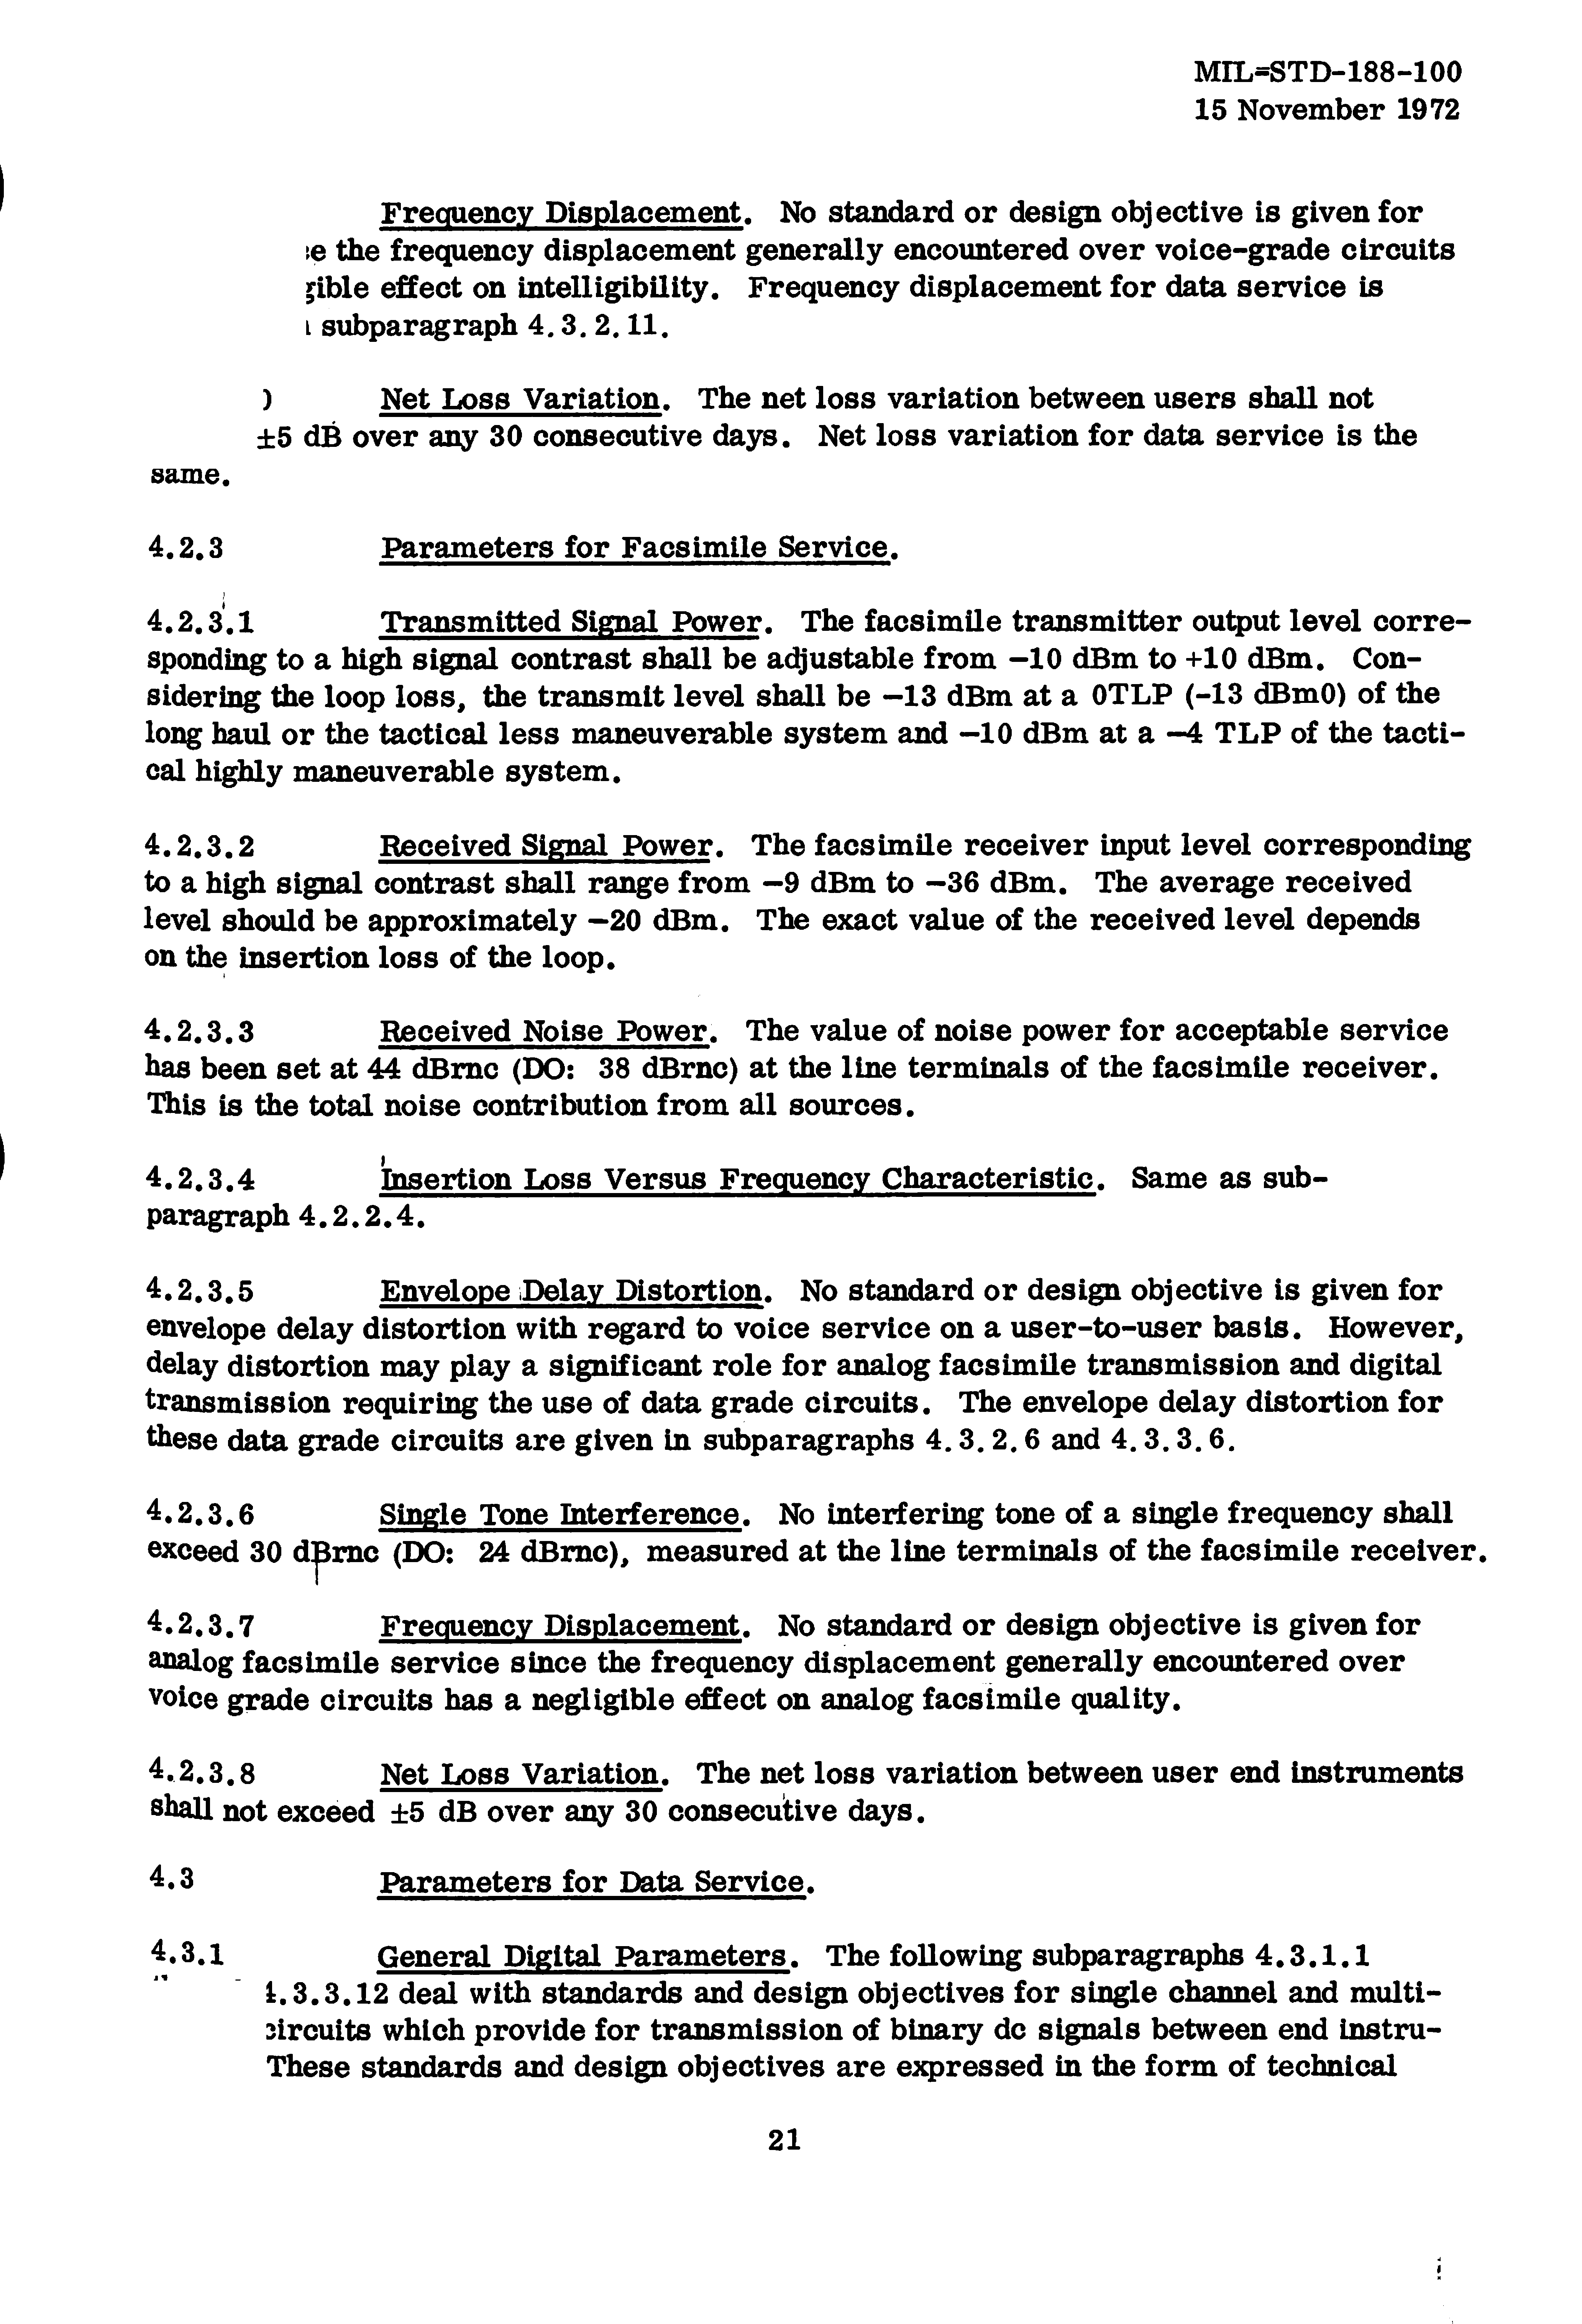 MIL=STD-188-100
15 November 1972
Frequency Displacement. No standard or design objective is given for
the frequency displacement generally encountered over voice-grade circuits
effect on intelligibility. Frequency displacement for data service is
subparagraph 4.3.2.11.
) Net Loss Variation. The net loss variation between users shall not
±5 dB over any 30 consecutive days. Net loss variation for data service is the
same.
4.2.3 Parameters for Facsimile Service.
4.2.3.1 Transmitted Signal Power. The facsimile transmitter output level corre-
sponding to a high signal contrast shall be adjustable from -10 dBm to +10 dBm. Con-
sidering the loop loss, the transmit level shall be -13 dBm at a 0TLP (-13 dBm0) of the
long haul or the tactical less maneuverable system and -10 dBm at a -4 TLP of the tacti-
cal highly maneuverable system.
4.2.3.2 Received Signal Power. The facsimile receiver input level corresponding
to a high signal contrast shall range from -9 dBm to -36 dBm. The average received
level should be approximately -20 dBm. The exact value of the received level depends
on the insertion loss of the loop.
4.2.3.3 Received Noise Power. The value of noise power for acceptable service
has been set at 44 dBrnc (DO: 38 dBrnc) at the line terminals of the facsimile receiver.
This is the total noise contribution from all sources.
4.2.3.4 Insertion Loss Versus Frequency Characteristic. Same as sub-
paragraph 4.2.2.4.
4.2.3.5 Envelope Delay Distortion. No standard or design objective is given for
envelope delay distortion with regard to voice service on a user-to-user basis. However,
delay distortion may play a significant role for analog facsimile transmission and digital
transmission requiring the use of data grade circuits. The envelope delay distortion for
these data grade circuits are given in subparagraphs 4.3.2.6 and 4.3.3.6.
4.2.3.6 Single Tone Interference. No interfering tone of a single frequency shall
exceed 30 dBrnc (DO: 24 dBrnc), measured at the line terminals of the facsimile receiver.
4.2.3.7 Frequency Displacement. No standard or design objective is given for
analog facsimile service since the frequency displacement generally encountered over
voice grade circuits has a negligible effect on analog facsimile quality.
4.2.3.8 Net Loss Variation. The net loss variation between user end instruments
shall not exceed ±5 dB over any 30 consecutive days.
4.3 Parameters for Data Service.
4.3.1 General Digital Parameters. The following subparagraphs 4.3.1.1
4.3.3.12 deal with standards and design objectives for single channel and multi-
circuits which provide for transmission of binary dc signals between end instru-
These standards and design objectives are expressed in the form of technical
21